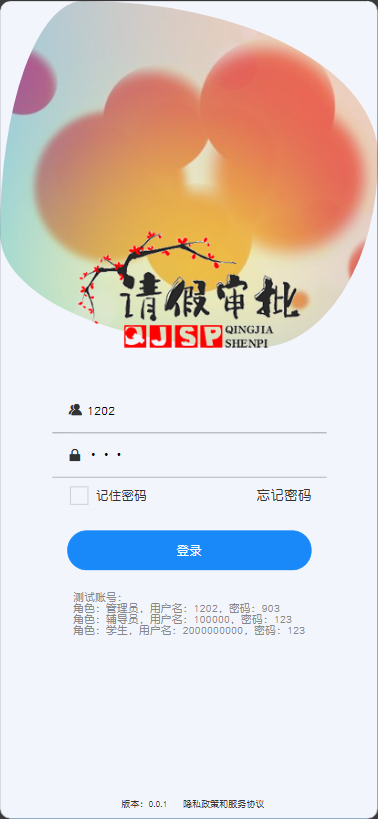 请假审批
QJSP QINGJIA
SHENPI
1202
•••
记住密码 忘记密码
登录
测试账号：
角色：管理员，用户名：1202，密码：903
角色：辅导员，用户名：100000，密码：123
角色：学生，用户名：2000000000，密码：123
版本：0.0.1 隐私政策和服务协议